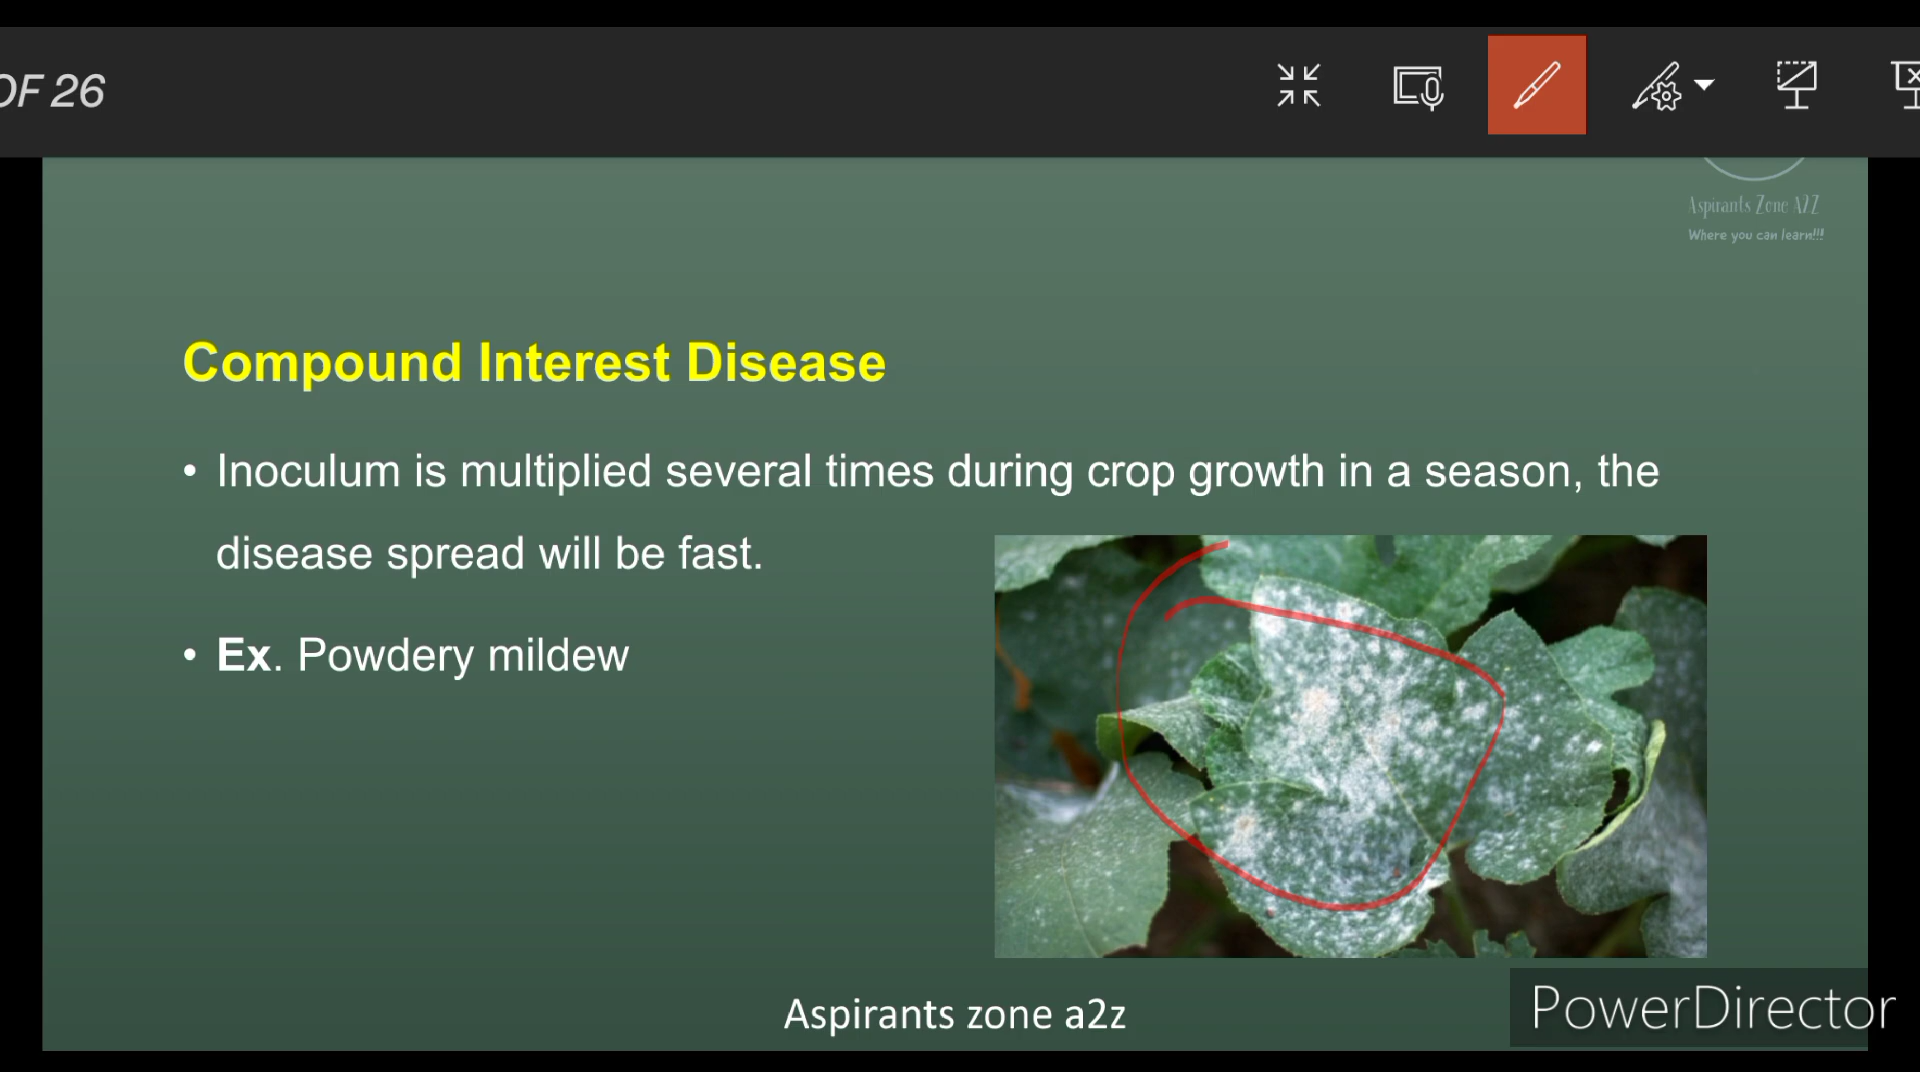 OF 26
Aspirants Zone A2Z
Where you can learn!!!
Compound Interest Disease
• Inoculum is multiplied several times during crop growth in a season, the
disease spread will be fast.
• Ex. Powdery mildew
Aspirants zone a2z
PowerDirector